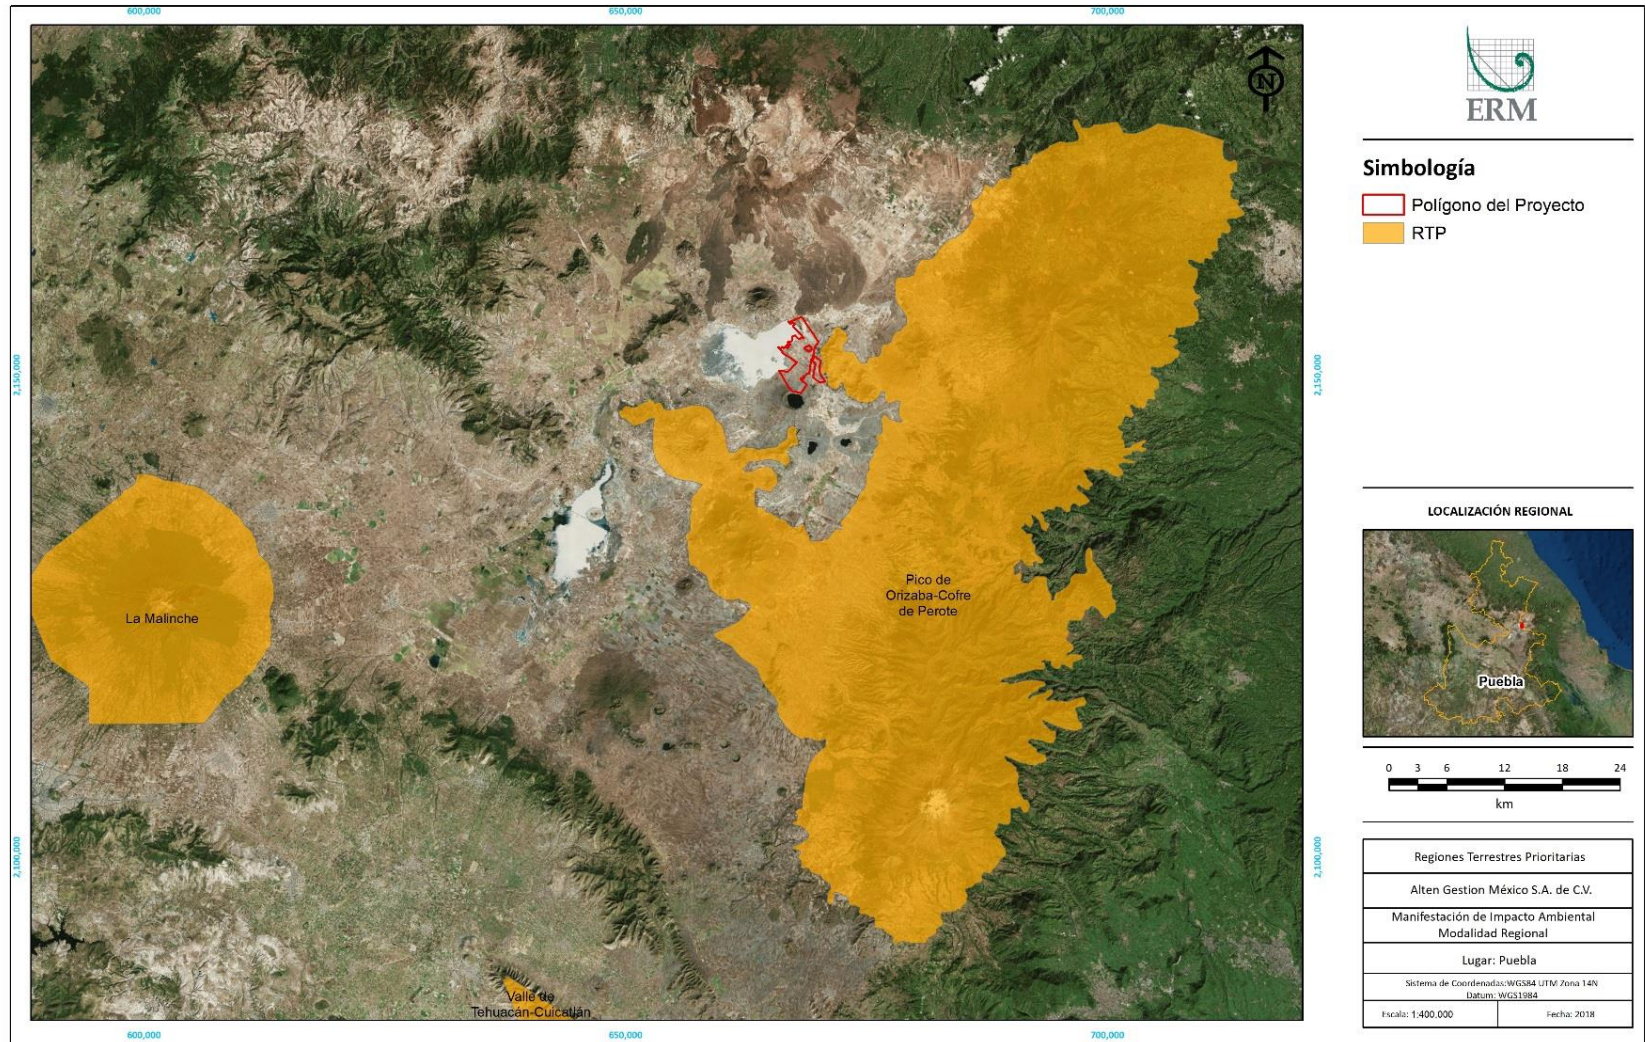 600,000
650,000
700,000
N
ERM
Simbología
Polígono del Proyecto
RTP
2,150,000
2,150,000
La Malinche
Pico de
Orizaba-Cofre
de Perote
LOCALIZACIÓN REGIONAL
Puebla
0 3 6 12 18 24
km
2,100,000
2,100,000
Regiones Terrestres Prioritarias
Alten Gestion México S.A. de C.V.
Manifestación de Impacto Ambiental
Modalidad Regional
Lugar: Puebla
Sistema de Coordenadas:WGS84 UTM Zona 14N
Datum: WGS1984
Escala: 1:400,000
Fecha: 2018
Valle de
Tehuacán-Cuicatlán
600,000
650,000
700,000